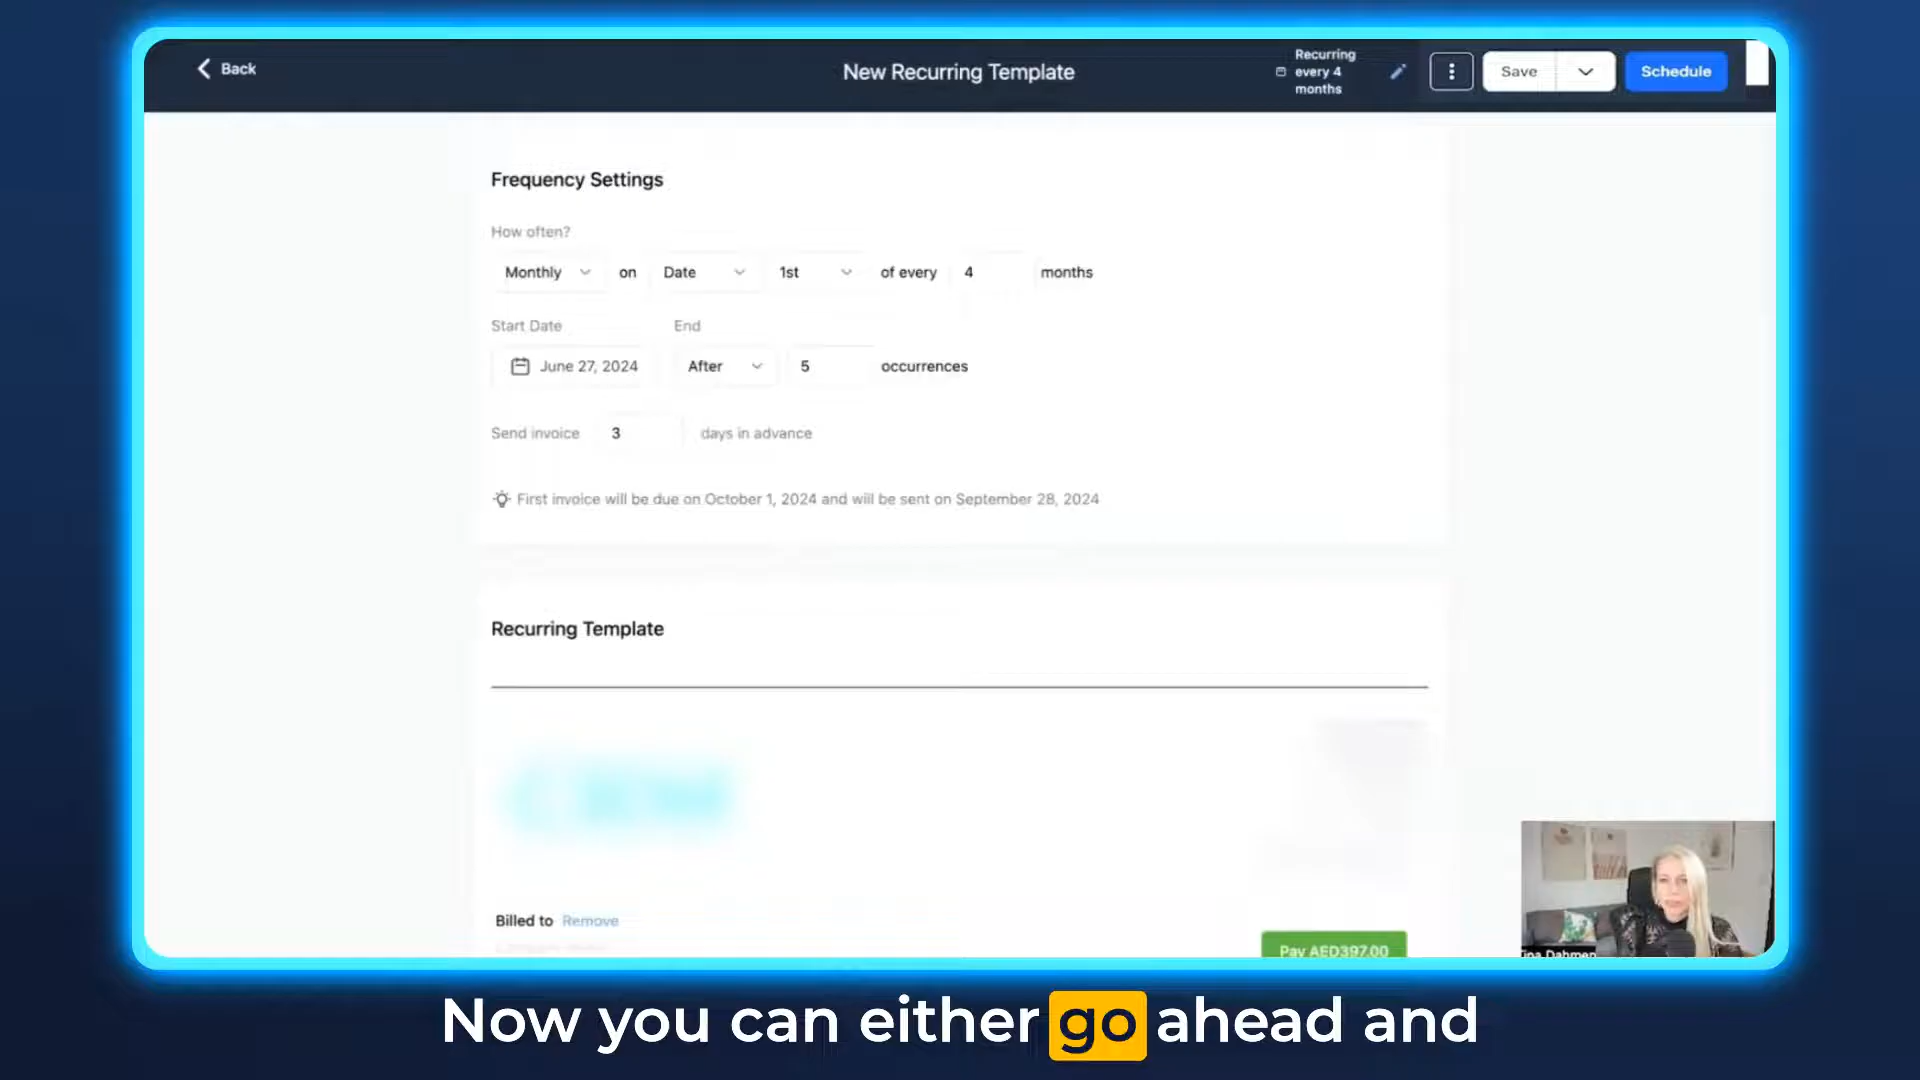 Back
New Recurring Template
Recurring
every 4
months
Save
Schedule
Frequency Settings
How often?
Monthly on Date 1st of every 4 months
Start Date End
June 27, 2024 After 5 occurrences
Send invoice 3 days in advance
First invoice will be due on October 1, 2024 and will be sent on September 28, 2024
Recurring Template
Billed to Remove
Pay AED397.00
Tina Dahmen
Now you can either go ahead and